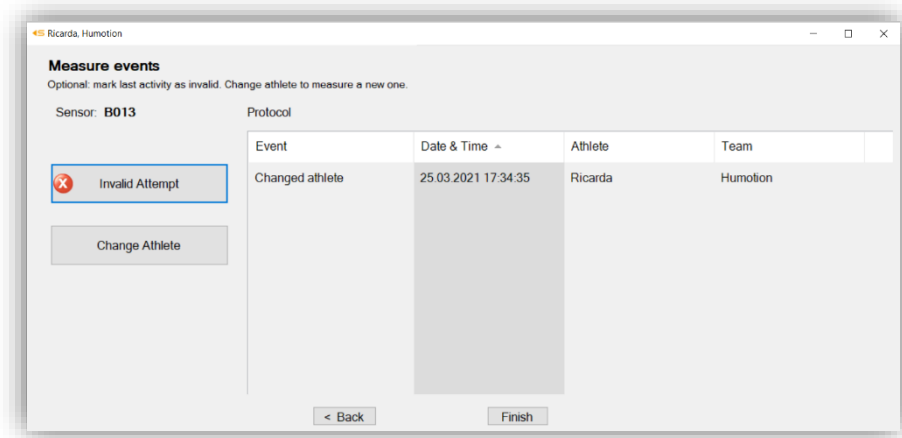 Ricarda, Humotion
Measure events
Optional: mark last activity as invalid. Change athlete to measure a new one.
Sensor: B013
Protocol
Event Date & Time Athlete Team
Invalid Attempt
Changed athlete 25.03.2021 17:34:35 Ricarda Humotion
Change Athlete
< Back Finish